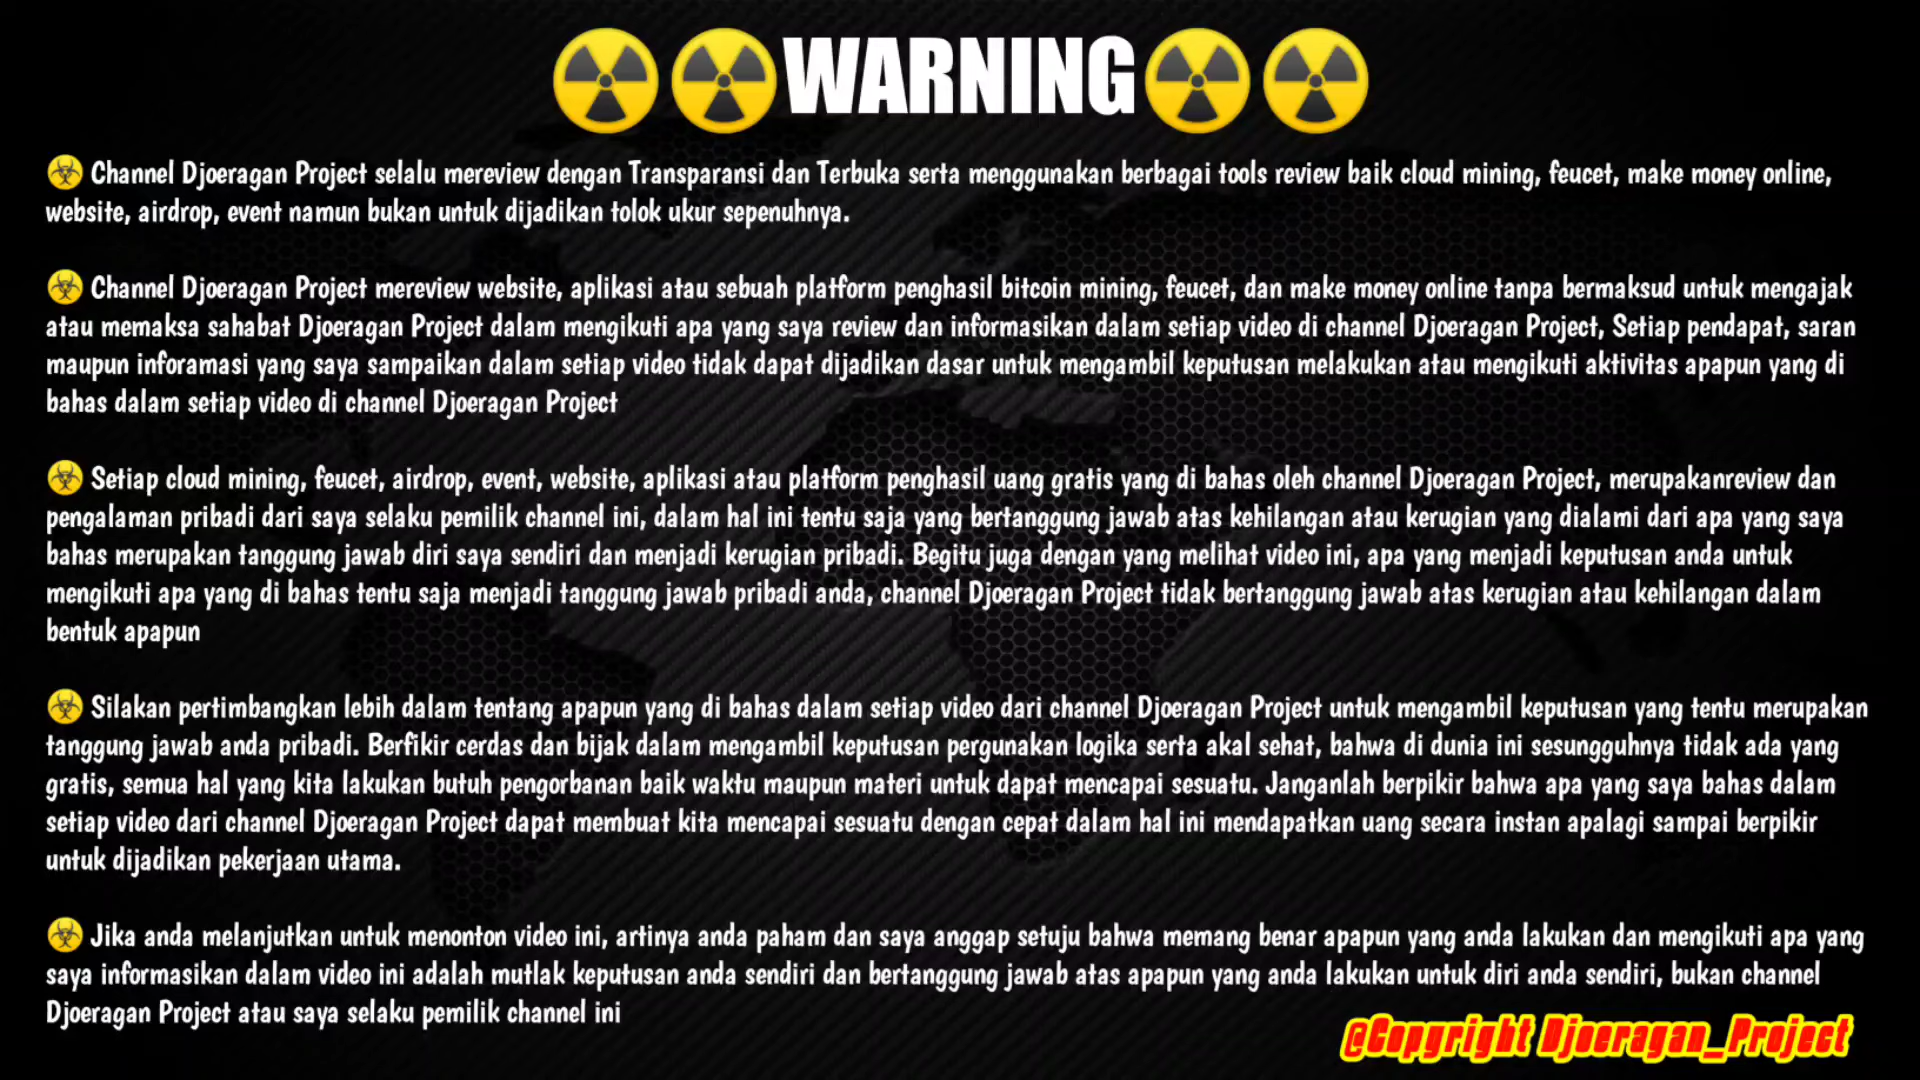 ☢☢WARNING☢☢
☣ Channel Djoeragan Project selalu mereview dengan Transparansi dan Terbuka serta menggunakan berbagai tools review baik cloud mining, feucet, make money online,
website, airdrop, event namun bukan untuk dijadikan tolok ukur sepenuhnya.
☣ Channel Djoeragan Project mereview website, aplikasi atau sebuah platform penghasil bitcoin mining, feucet, dan make money online tanpa bermaksud untuk mengajak
atau memaksa sahabat Djoeragan Project dalam mengikuti apa yang saya review dan informasikan dalam setiap video di channel Djoeragan Project, Setiap pendapat, saran
maupun inforamasi yang saya sampaikan dalam setiap video tidak dapat dijadikan dasar untuk mengambil keputusan melakukan atau mengikuti aktivitas apapun yang di
bahas dalam setiap video di channel Djoeragan Project
☣ Setiap cloud mining, feucet, airdrop, event, website, aplikasi atau platform penghasil uang gratis yang di bahas oleh channel Djoeragan Project, merupakanreview dan
pengalaman pribadi dari saya selaku pemilik channel ini, dalam hal ini tentu saja yang bertanggung jawab atas kehilangan atau kerugian yang dialami dari apa yang saya
bahas merupakan tanggung jawab diri saya sendiri dan menjadi kerugian pribadi. Begitu juga dengan yang melihat video ini, apa yang menjadi keputusan anda untuk
mengikuti apa yang di bahas tentu saja menjadi tanggung jawab pribadi anda, channel Djoeragan Project tidak bertanggung jawab atas kerugian atau kehilangan dalam
bentuk apapun
☣ Silakan pertimbangkan lebih dalam tentang apapun yang di bahas dalam setiap video dari channel Djoeragan Project untuk mengambil keputusan yang tentu merupakan
tanggung jawab anda pribadi. Berfikir cerdas dan bijak dalam mengambil keputusan pergunakan logika serta akal sehat, bahwa di dunia ini sesungguhnya tidak ada yang
gratis, semua hal yang kita lakukan butuh pengorbanan baik waktu maupun materi untuk dapat mencapai sesuatu. Janganlah berpikir bahwa apa yang saya bahas dalam
setiap video dari channel Djoeragan Project dapat membuat kita mencapai sesuatu dengan cepat dalam hal ini mendapatkan uang secara instan apalagi sampai berpikir
untuk dijadikan pekerjaan utama.
☣ Jika anda melanjutkan untuk menonton video ini, artinya anda paham dan saya anggap setuju bahwa memang benar apapun yang anda lakukan dan mengikuti apa yang
saya informasikan dalam video ini adalah mutlak keputusan anda sendiri dan bertanggung jawab atas apapun yang anda lakukan untuk diri anda sendiri, bukan channel
Djoeragan Project atau saya selaku pemilik channel ini
@Copyright Djoeragan_Project